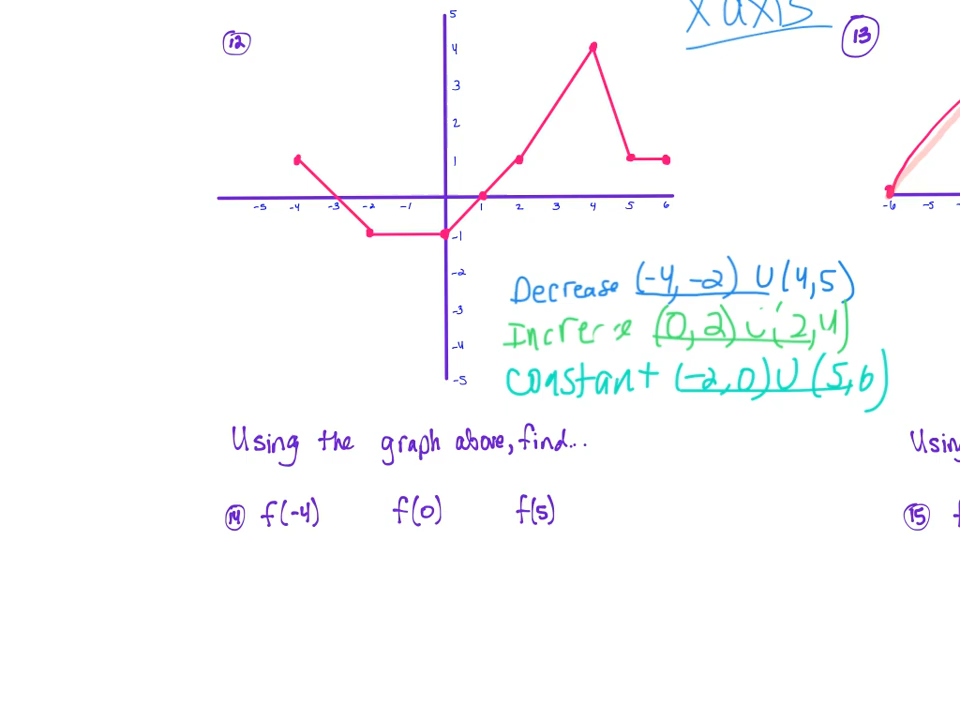 x axis
12
13
5
4
3
2
1
-5 -4 -3 -2 -1 1 2 3 4 5 6
-6 -5
-1
-2
-3
-4
-5
Decrease (-4, -2) U (4,5)
Increase (0,2) U (2,4)
Constant (-2,0) U (5,6)
Using the graph above, find...
Using
14 f(-4) f(0) f(5)
15 f